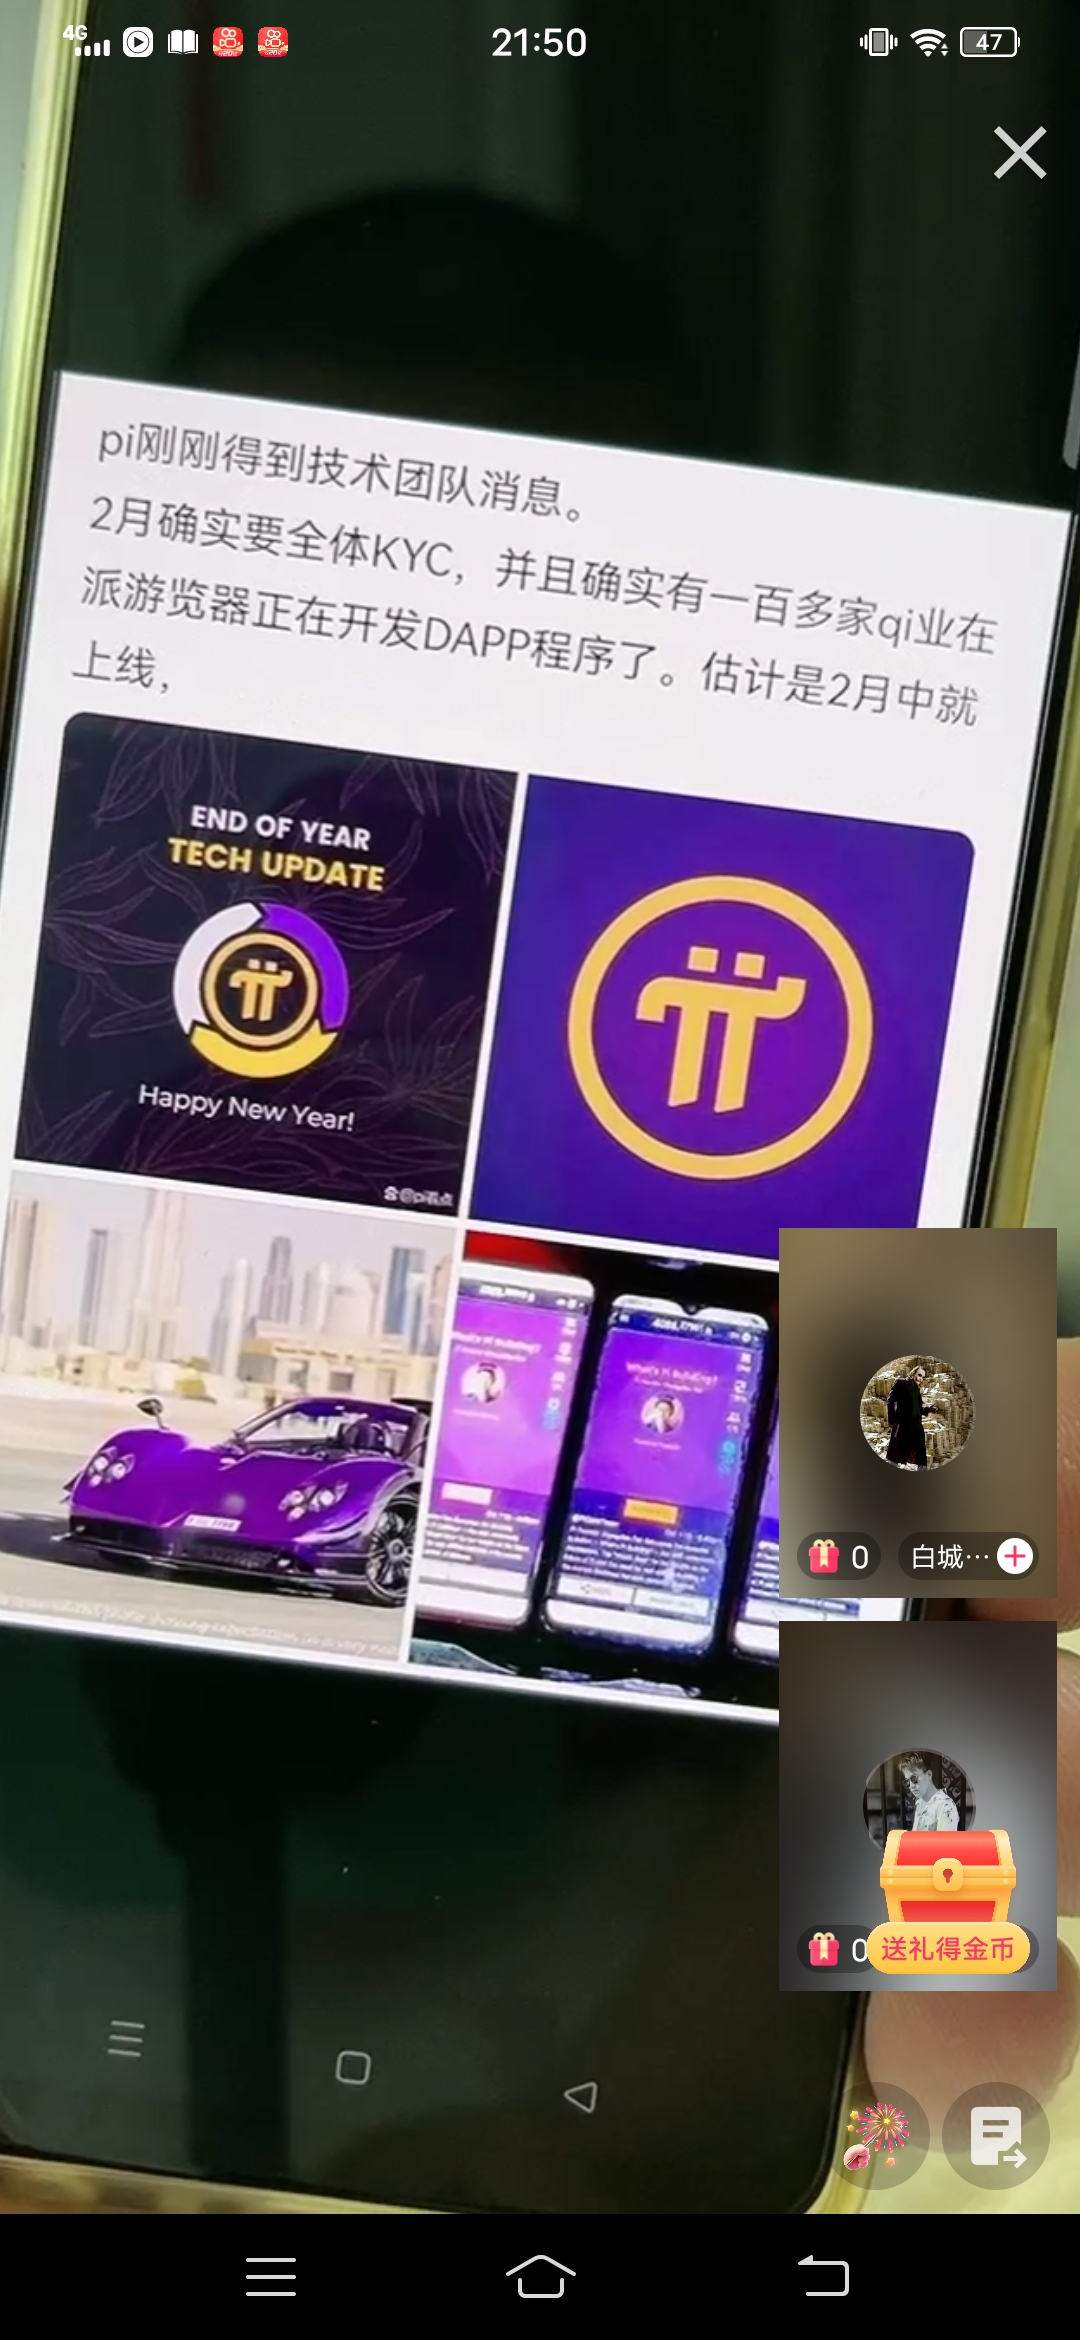 4G
21:50
47
pi刚刚得到技术团队消息。
2月确实要全体KYC，并且确实有一百多家qi业在
派游览器正在开发DAPP程序了。估计是2月中就
上线，
END OF YEAR
TECH UPDATE
Happy New Year!
What's Pi Building?
0
白城…
0
送礼得金币